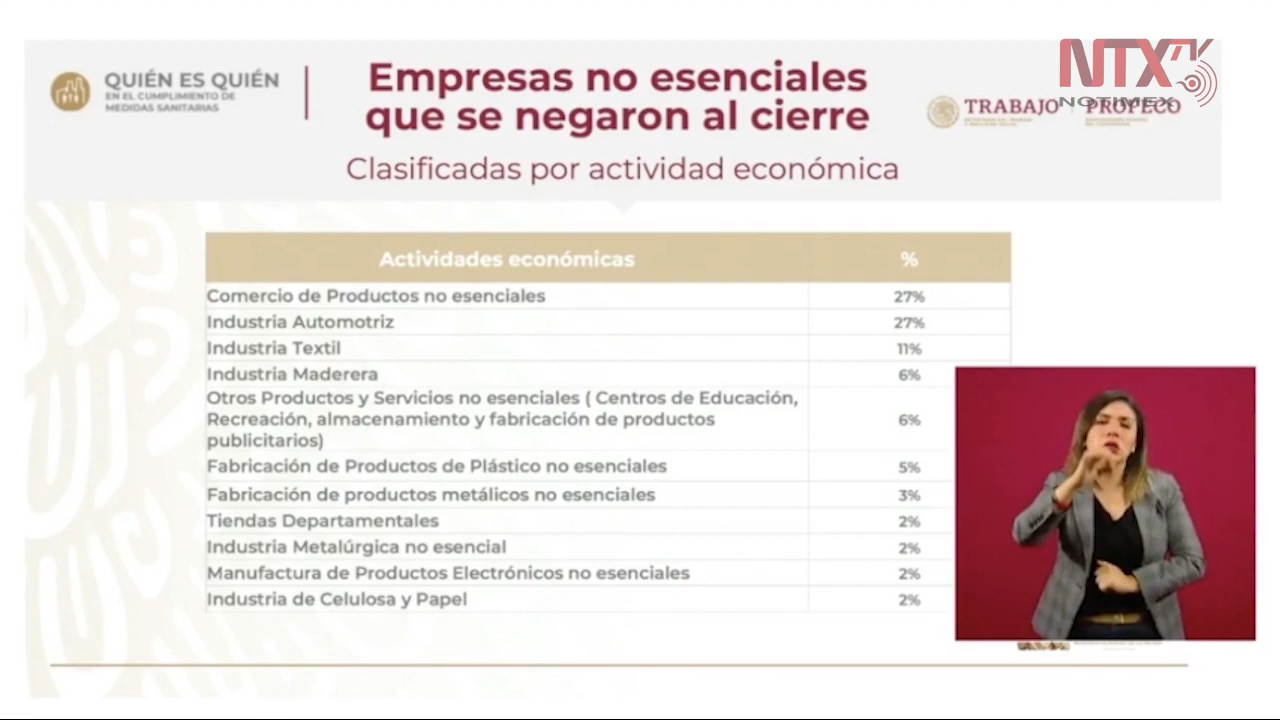 QUIÉN ES QUIÉN
EN EL CUMPLIMIENTO DE
MEDIDAS SANITARIAS
Empresas no esenciales
que se negaron al cierre
Clasificadas por actividad económica
TRABAJO
PROFECO
NTX
NOTIMEX
Actividades económicas %
Comercio de Productos no esenciales 27%
Industria Automotriz 27%
Industria Textil 11%
Industria Maderera 6%
Otros Productos y Servicios no esenciales ( Centros de Educación,
Recreación, almacenamiento y fabricación de productos 6%
publicitarios)
Fabricación de Productos de Plástico no esenciales 5%
Fabricación de productos metálicos no esenciales 3%
Tiendas Departamentales 2%
Industria Metalúrgica no esencial 2%
Manufactura de Productos Electrónicos no esenciales 2%
Industria de Celulosa y Papel 2%